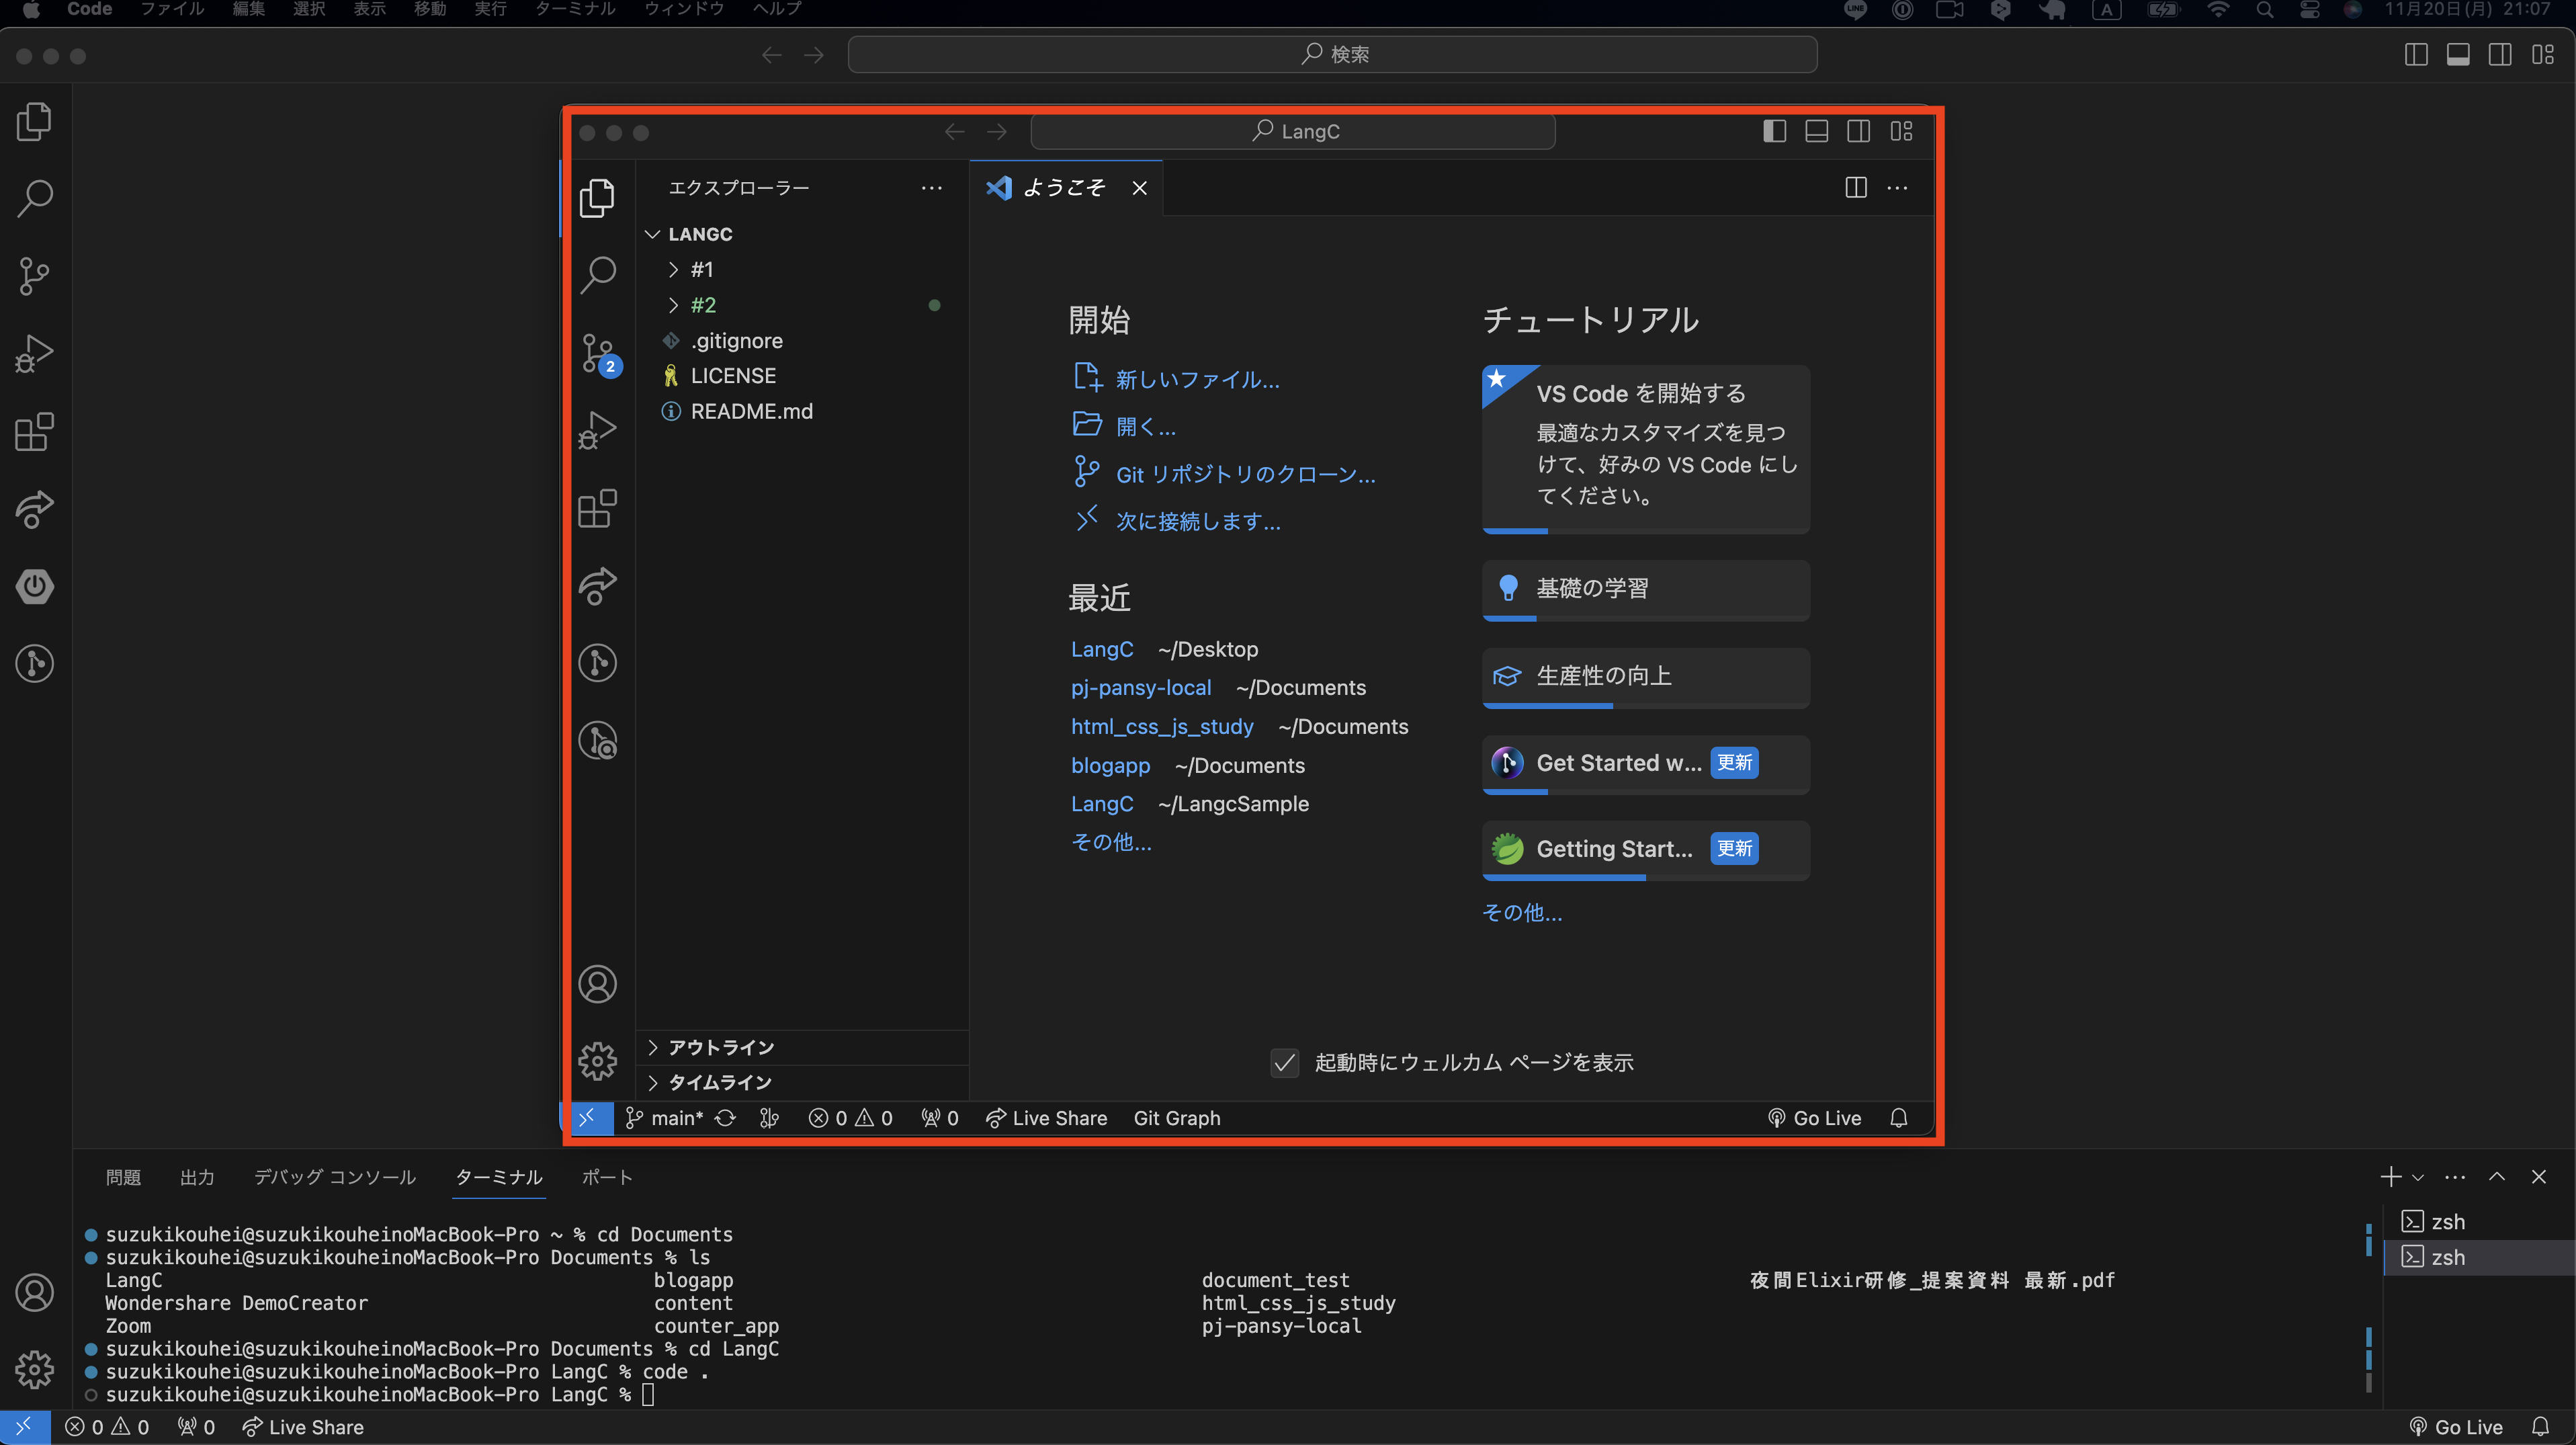 Code ファイル 編集 選択 表示 移動 実行 ターミナル ウィンドウ ヘルプ
LINE A 11月20日(月) 21:07
検索
LangC
エクスプローラー
ようこそ
LANGC
#1
#2
.gitignore
LICENSE
README.md
2
開始
新しいファイル...
開く...
Git リポジトリのクローン...
次に接続します...
最近
LangC ~/Desktop
pj-pansy-local ~/Documents
html_css_js_study ~/Documents
blogapp ~/Documents
LangC ~/LangcSample
その他...
チュートリアル
VS Code を開始する
最適なカスタマイズを見つ
けて、好みの VS Code にし
てください。
基礎の学習
生産性の向上
Get Started w... 更新
Getting Start... 更新
その他...
起動時にウェルカム ページを表示
アウトライン
タイムライン
main* 0 0 0 Live Share Git Graph Go Live
問題 出力 デバッグ コンソール ターミナル ポート
suzukikouhei@suzukikouheinoMacBook-Pro ~ % cd Documents
suzukikouhei@suzukikouheinoMacBook-Pro Documents % ls
LangC blogapp document_test 夜間Elixir研修_提案資料 最新.pdf
Wondershare DemoCreator content html_css_js_study
Zoom counter_app pj-pansy-local
suzukikouhei@suzukikouheinoMacBook-Pro Documents % cd LangC
suzukikouhei@suzukikouheinoMacBook-Pro LangC % code .
suzukikouhei@suzukikouheinoMacBook-Pro LangC %
zsh
zsh
0 0 0 Live Share Go Live